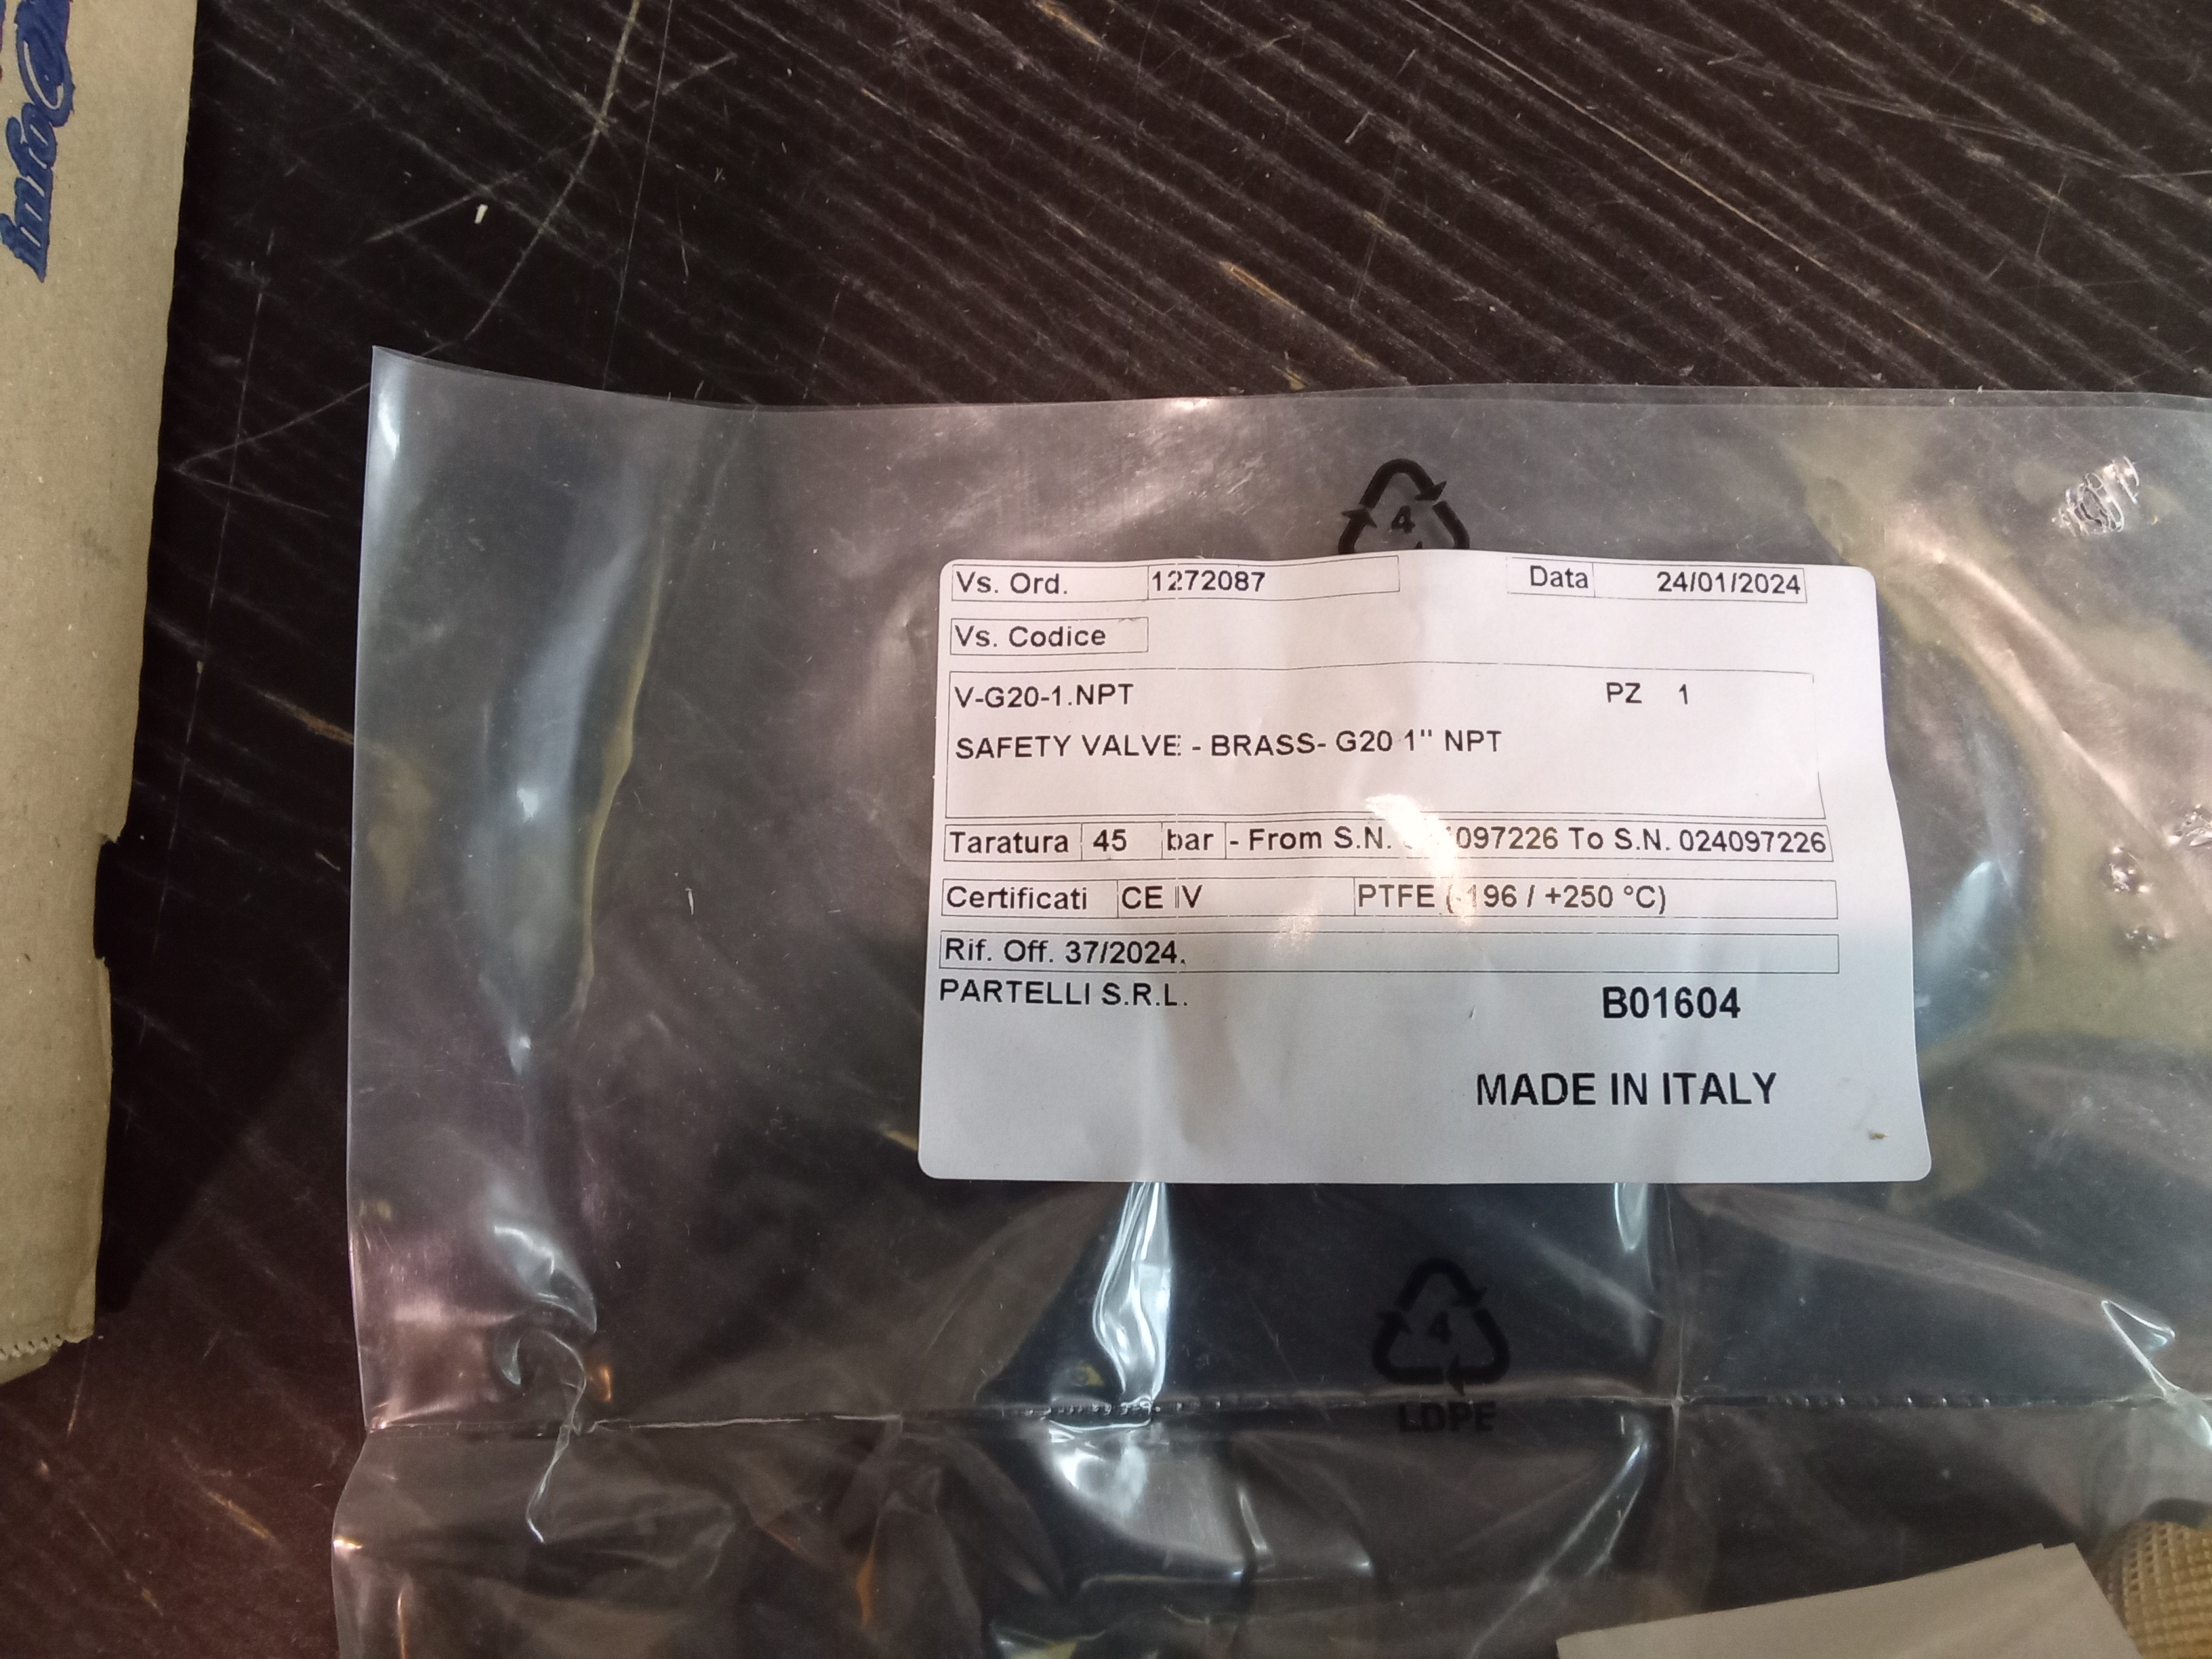 info@
4
Vs. Ord. 1272087 Data 24/01/2024
Vs. Codice
V-G20-1.NPT PZ 1
SAFETY VALVE - BRASS- G20 1" NPT
Taratura 45 bar - From S.N. 097226 To S.N. 024097226
Certificati CE IV PTFE (-196 / +250 °C)
Rif. Off. 37/2024.
PARTELLI S.R.L.
B01604
MADE IN ITALY
4
LDPE